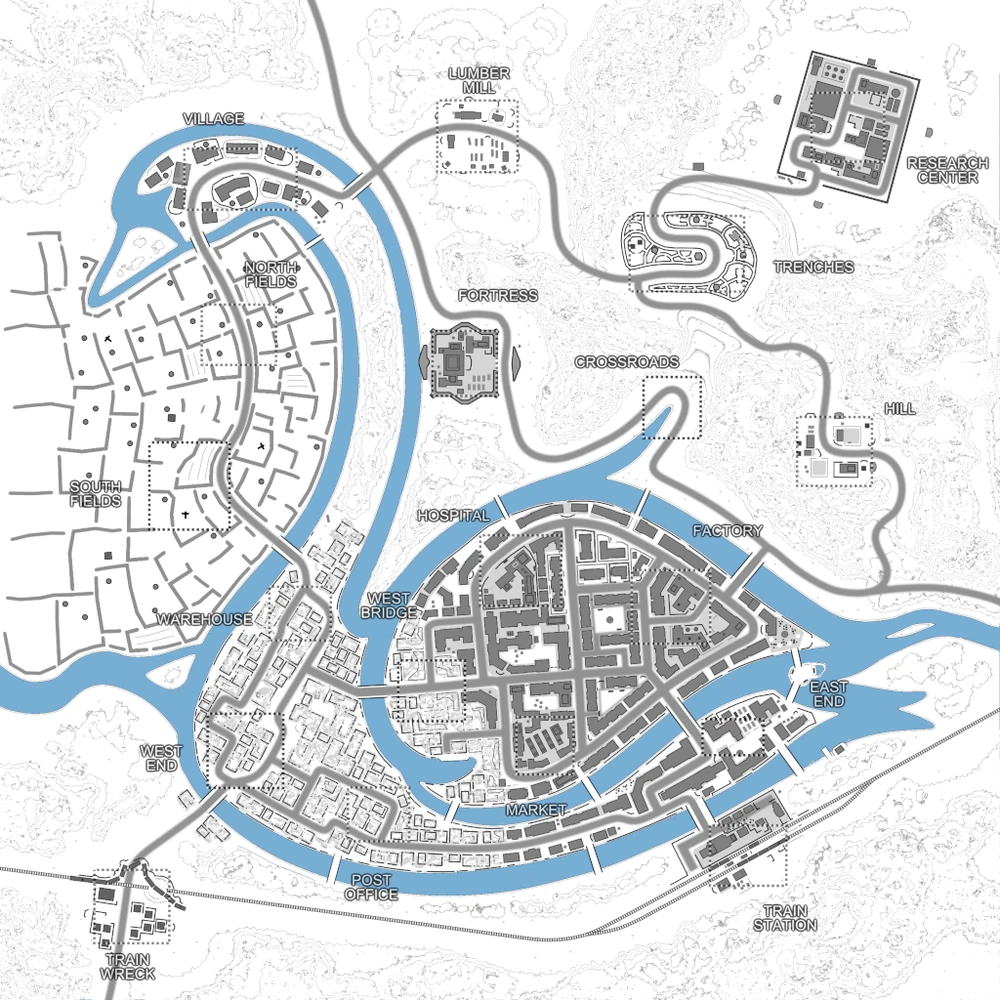 LUMBER
MILL
VILLAGE
RESEARCH
CENTER
NORTH
FIELDS
TRENCHES
FORTRESS
CROSSROADS
HILL
SOUTH
FIELDS
HOSPITAL
FACTORY
WEST
BRIDGE
WAREHOUSE
EAST
END
WEST
END
MARKET
POST
OFFICE
TRAIN
STATION
TRAIN
WRECK